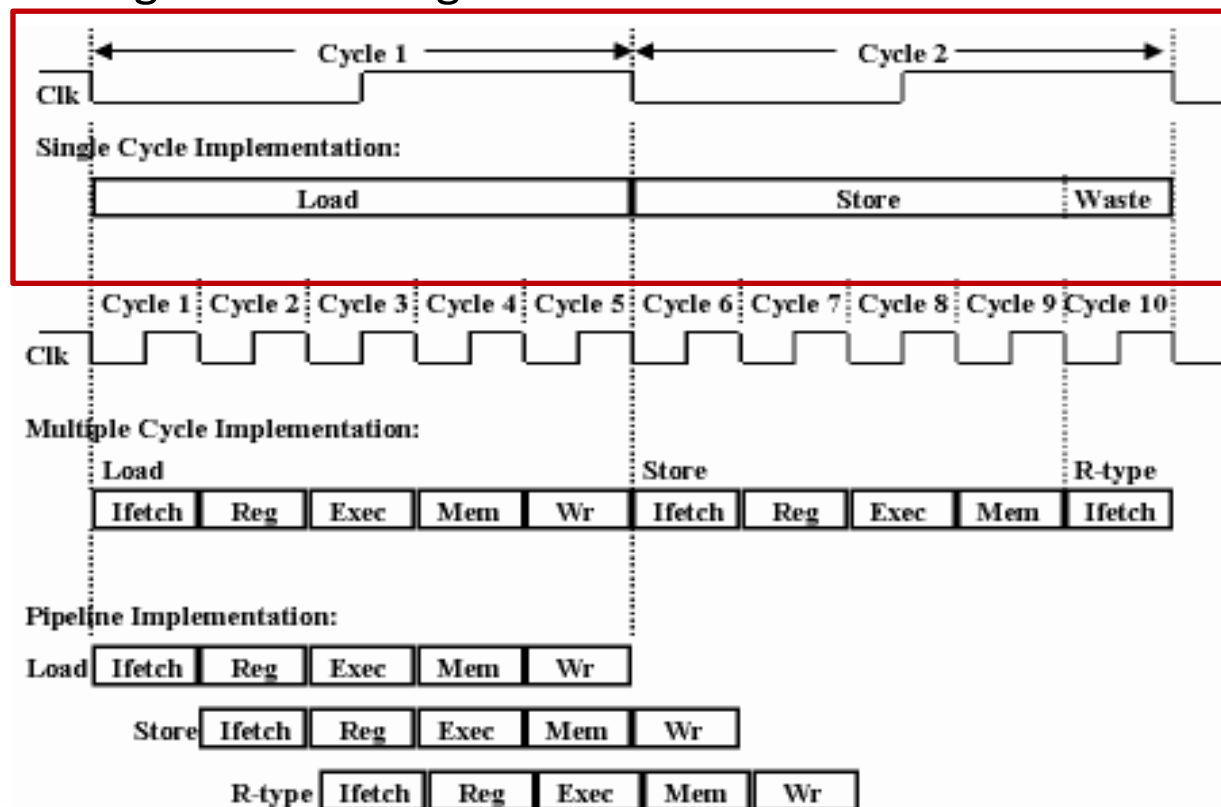 Cycle 1 Cycle 2
Clk
Single Cycle Implementation:
Load Store Waste
Cycle 1 Cycle 2 Cycle 3 Cycle 4 Cycle 5 Cycle 6 Cycle 7 Cycle 8 Cycle 9 Cycle 10
Clk
Multiple Cycle Implementation:
Load Store R-type
Ifetch Reg Exec Mem Wr Ifetch Reg Exec Mem Ifetch
Pipeline Implementation:
Load Ifetch Reg Exec Mem Wr
Store Ifetch Reg Exec Mem Wr
R-type Ifetch Reg Exec Mem Wr